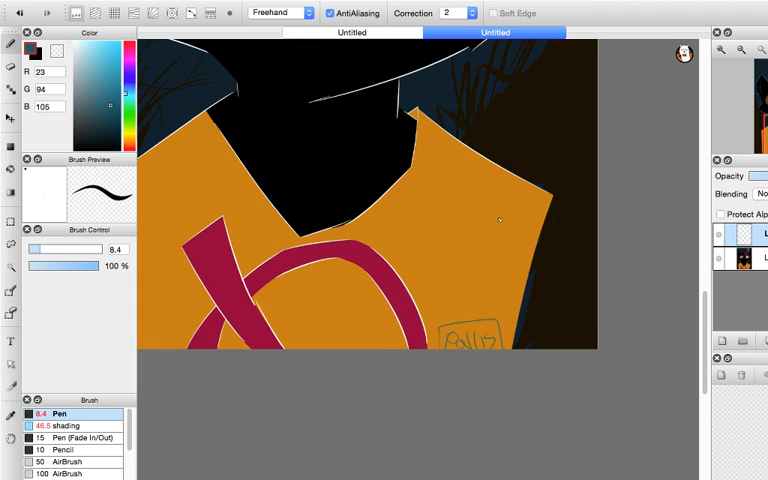 Freehand
AntiAliasing
Correction
2
Soft Edge
Untitled
Untitled
Color
R 23
G 94
B 105
Brush Preview
Brush Control
8.4
100 %
Brush
8.4 Pen
46.5 shading
15 Pen (Fade In/Out)
10 Pencil
50 AirBrush
100 AirBrush
Opacity
Blending No
Protect Alp
L
L
T